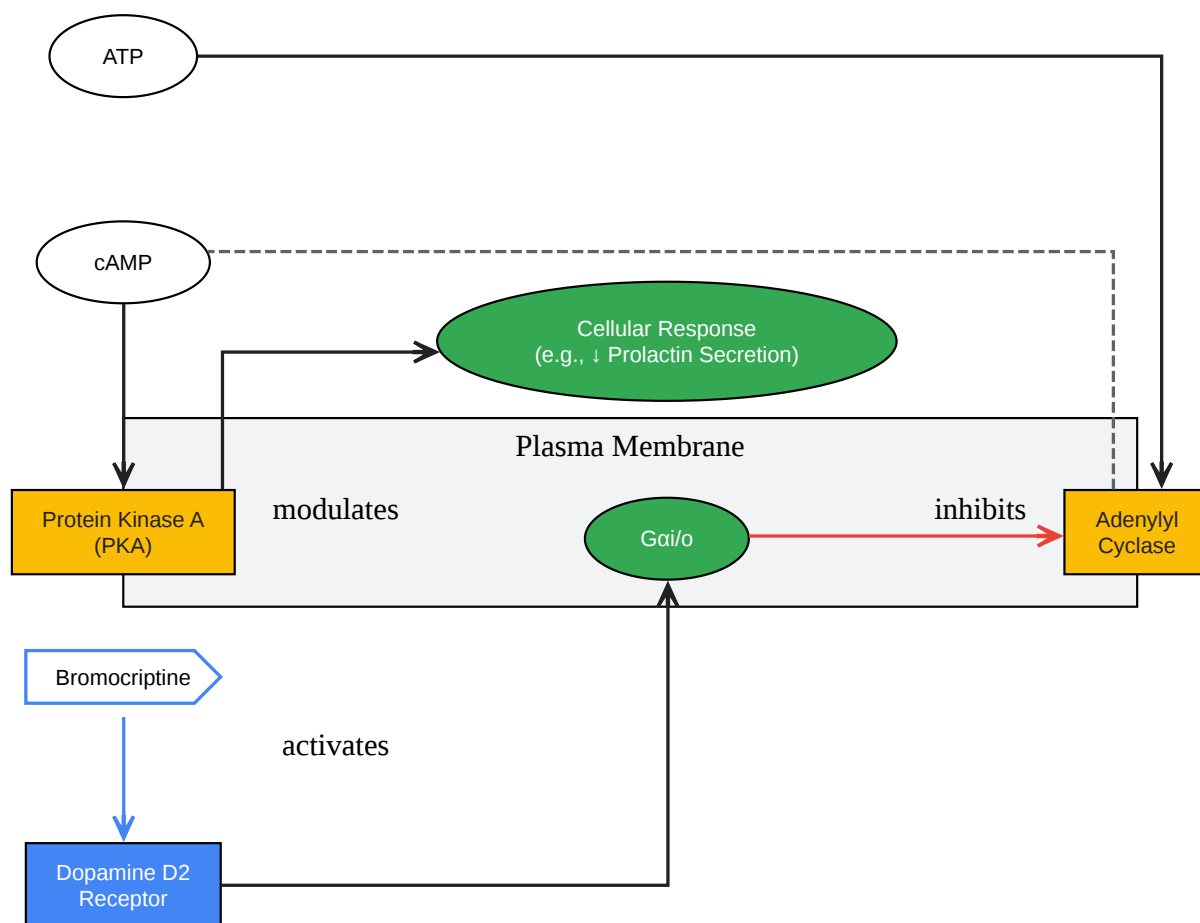 ATP
cAMP
Cellular Response
(e.g., ↓ Prolactin Secretion)
Plasma Membrane
modulates
inhibits
Protein Kinase A
(PKA)
Gαi/o
Adenylyl
Cyclase
Bromocriptine
activates
Dopamine D2
Receptor